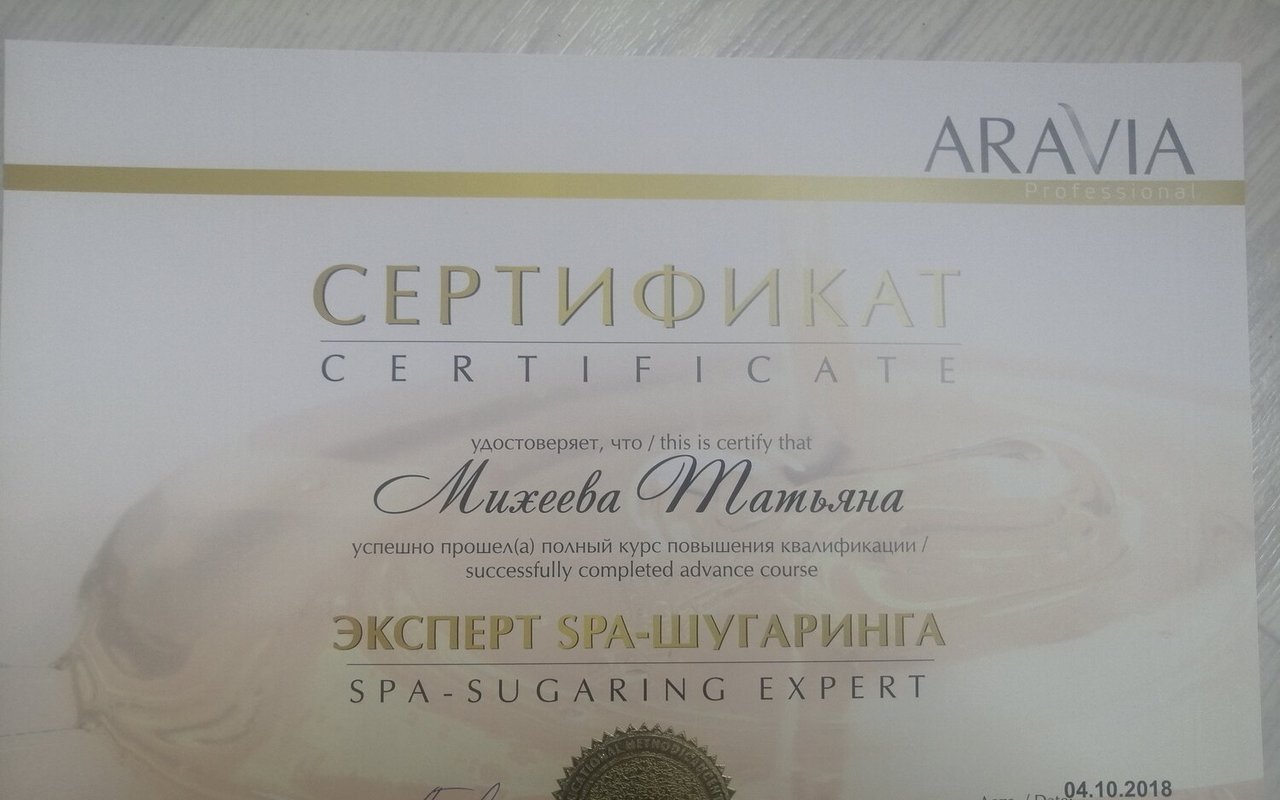 ARAVIA
Professional
СЕРТИФИКАТ
CERTIFICATE
удостоверяет, что / this is certify that
Михеева Татьяна
успешно прошел(а) полный курс повышения квалификации /
successfully completed advance course
ЭКСПЕРТ SPA-ШУГАРИНГА
SPA-SUGARING EXPERT
04.10.2018